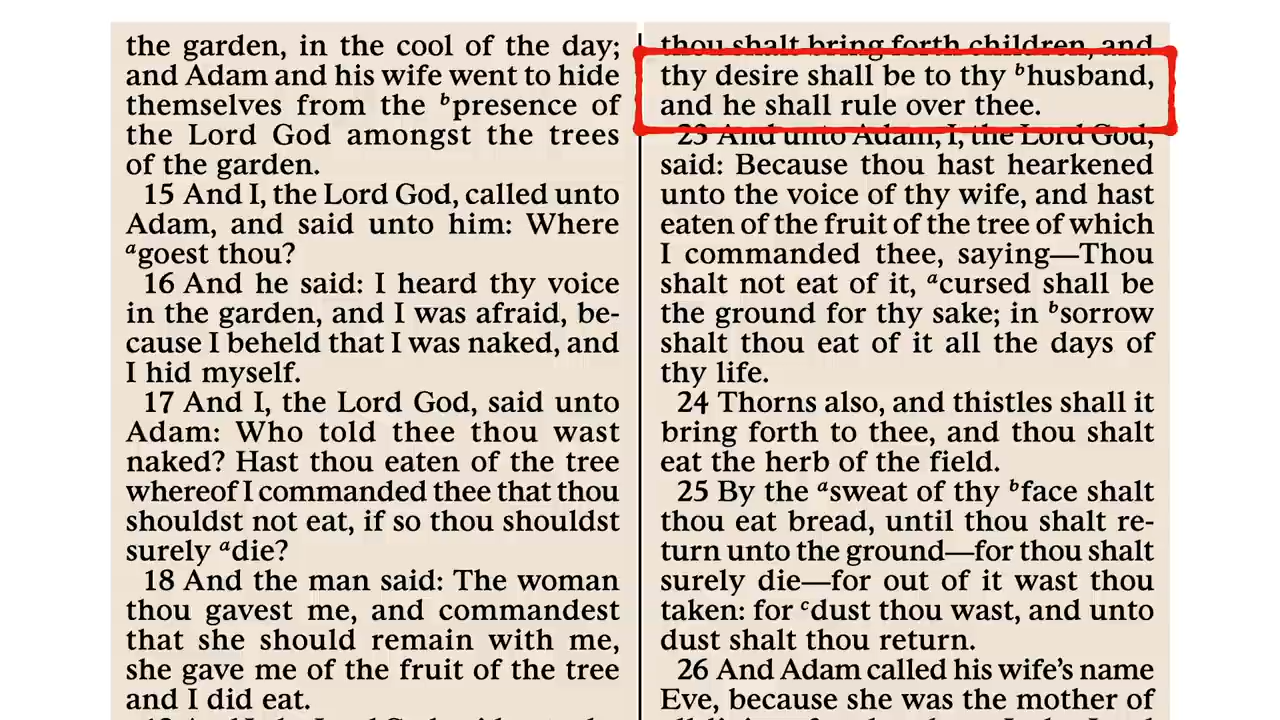 the garden, in the cool of the day;
and Adam and his wife went to hide
themselves from the bpresence of
the Lord God amongst the trees
of the garden.
15 And I, the Lord God, called unto
Adam, and said unto him: Where
agoest thou?
16 And he said: I heard thy voice
in the garden, and I was afraid, be-
cause I beheld that I was naked, and
I hid myself.
17 And I, the Lord God, said unto
Adam: Who told thee thou wast
naked? Hast thou eaten of the tree
whereof I commanded thee that thou
shouldst not eat, if so thou shouldst
surely adie?
18 And the man said: The woman
thou gavest me, and commandest
that she should remain with me,
she gave me of the fruit of the tree
and I did eat.
thou shalt bring forth children, and
thy desire shall be to thy bhusband,
and he shall rule over thee.
23 And unto Adam, I, the Lord God,
said: Because thou hast hearkened
unto the voice of thy wife, and hast
eaten of the fruit of the tree of which
I commanded thee, saying—Thou
shalt not eat of it, acursed shall be
the ground for thy sake; in bsorrow
shalt thou eat of it all the days of
thy life.
24 Thorns also, and thistles shall it
bring forth to thee, and thou shalt
eat the herb of the field.
25 By the asweat of thy bface shalt
thou eat bread, until thou shalt re-
turn unto the ground—for thou shalt
surely die—for out of it wast thou
taken: for cdust thou wast, and unto
dust shalt thou return.
26 And Adam called his wife's name
Eve, because she was the mother of